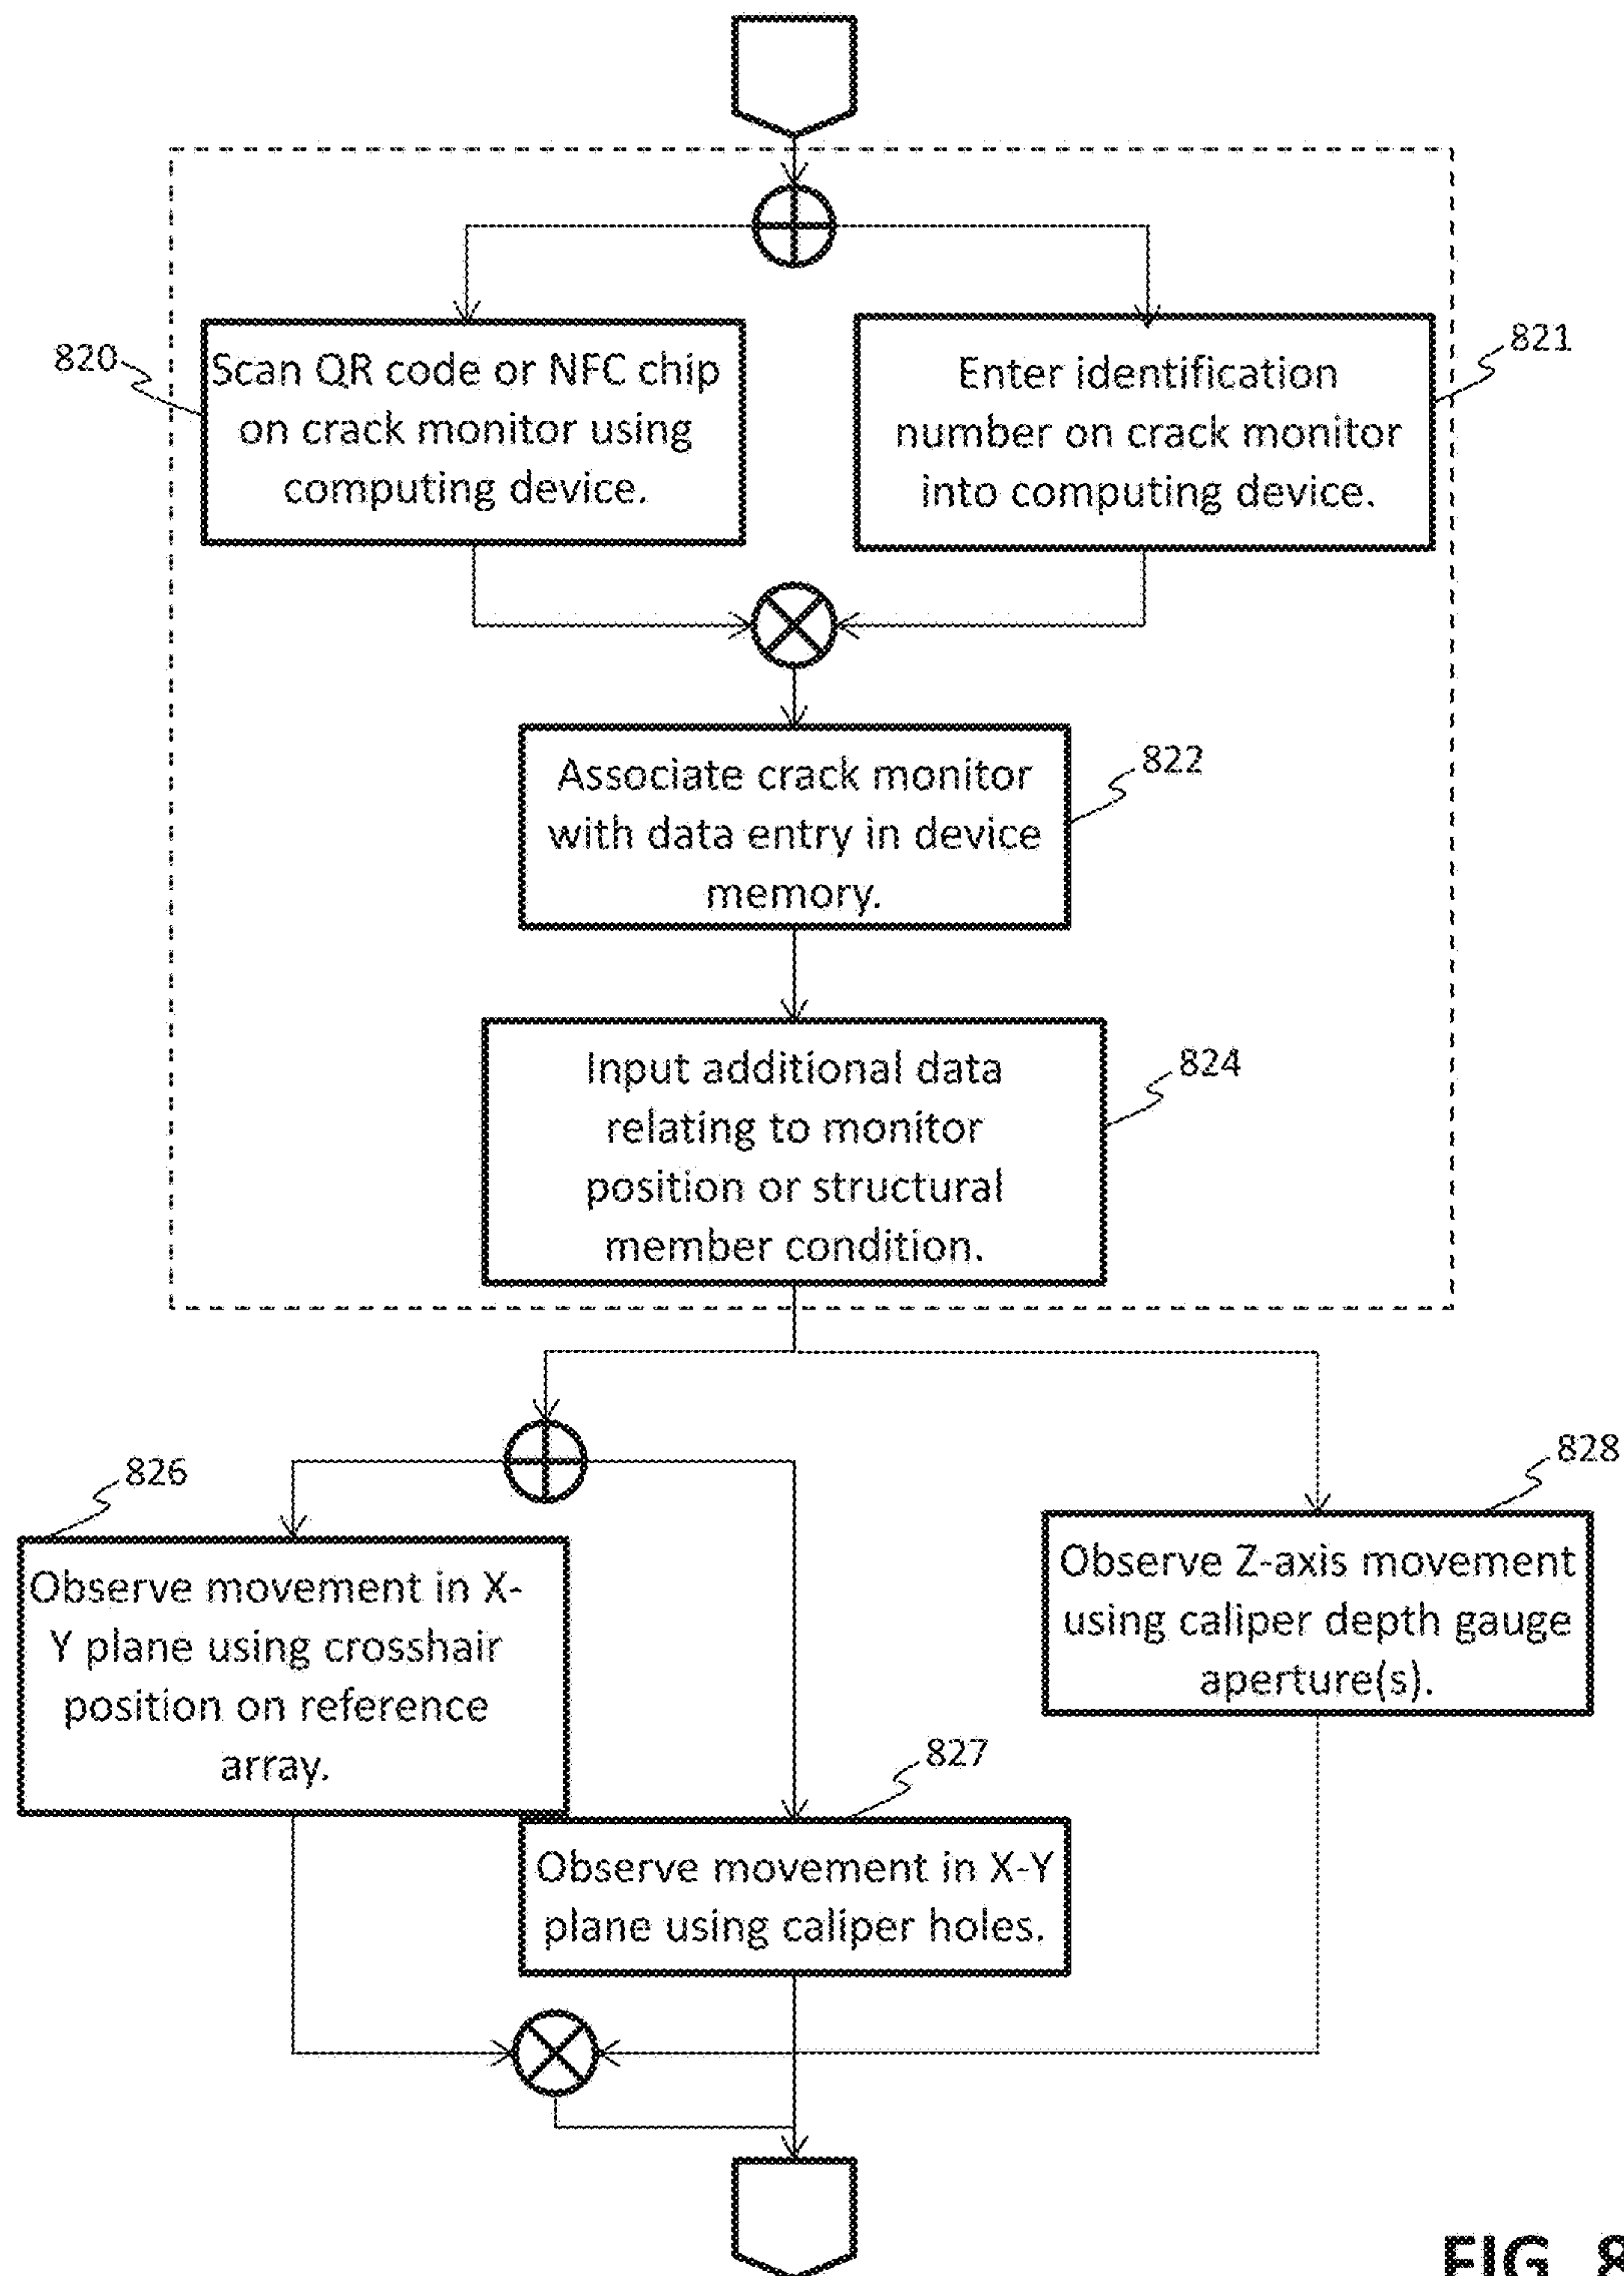 820
Scan QR code or NFC chip
on crack monitor using
computing device.
821
Enter identification
number on crack monitor
into computing device.
822
Associate crack monitor
with data entry in device
memory.
824
Input additional data
relating to monitor
position or structural
member condition.
826
Observe movement in X-
Y plane using crosshair
position on reference
array.
828
Observe Z-axis movement
using caliper depth gauge
aperture(s).
827
Observe movement in X-Y
plane using caliper holes.
FIG. 8